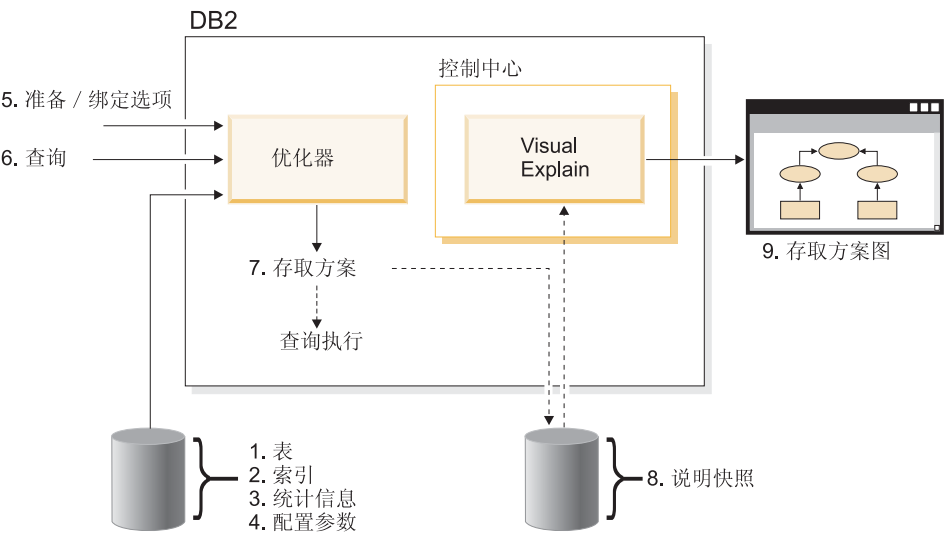 DB2
控制中心
5. 准备 / 绑定选项
6. 查询
优化器
Visual
Explain
7. 存取方案
9. 存取方案图
查询执行
1. 表
2. 索引
3. 统计信息
4. 配置参数
8. 说明快照